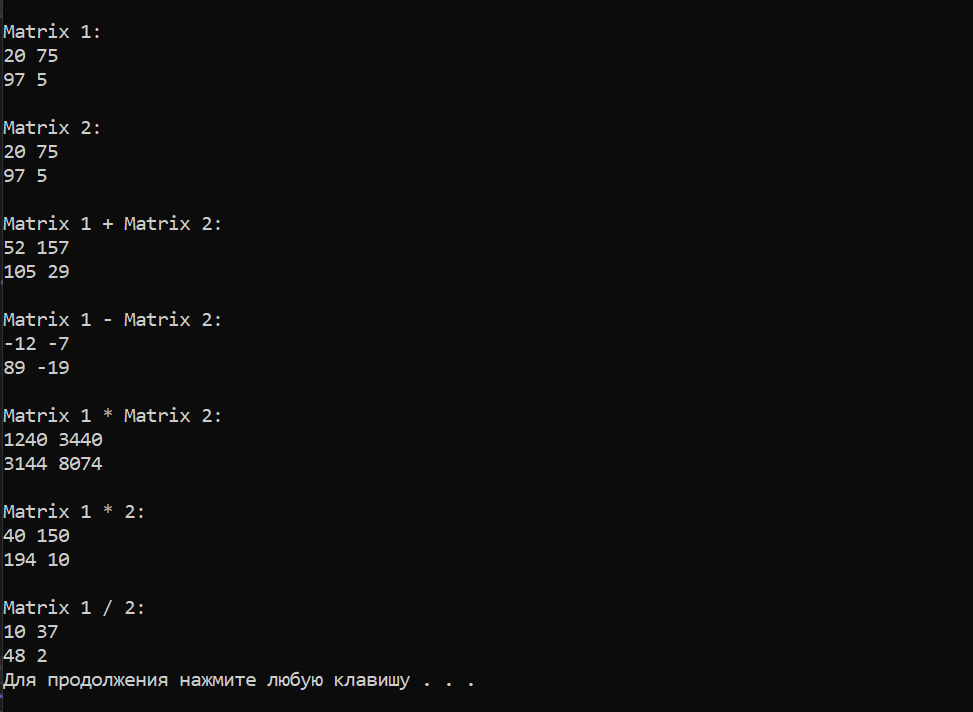 Matrix 1:
20 75
97 5
Matrix 2:
20 75
97 5
Matrix 1 + Matrix 2:
52 157
105 29
Matrix 1 - Matrix 2:
-12 -7
89 -19
Matrix 1 * Matrix 2:
1240 3440
3144 8074
Matrix 1 * 2:
40 150
194 10
Matrix 1 / 2:
10 37
48 2
Для продолжения нажмите любую клавишу . . .